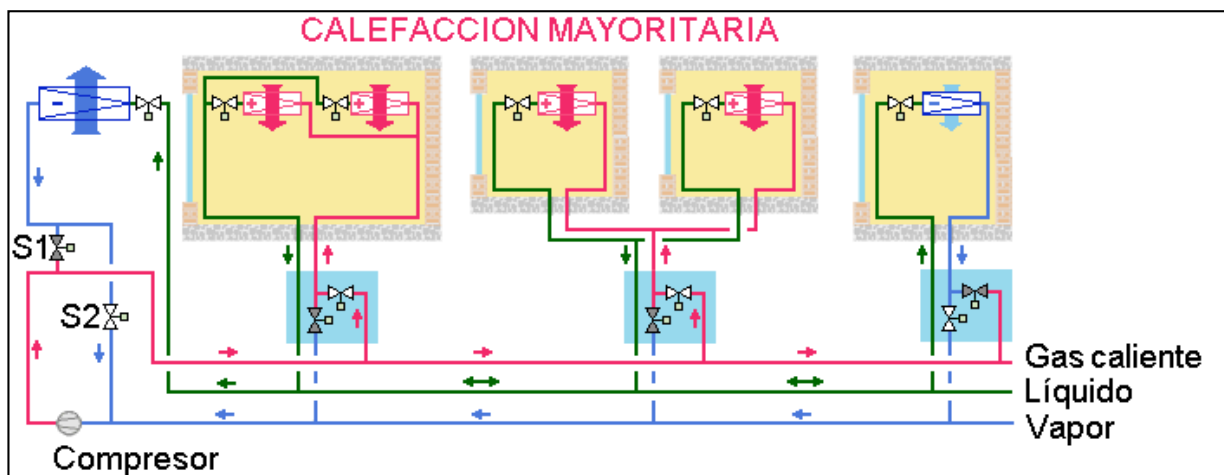 CALEFACCION MAYORITARIA
S1
S2
Gas caliente
Líquido
Vapor
Compresor